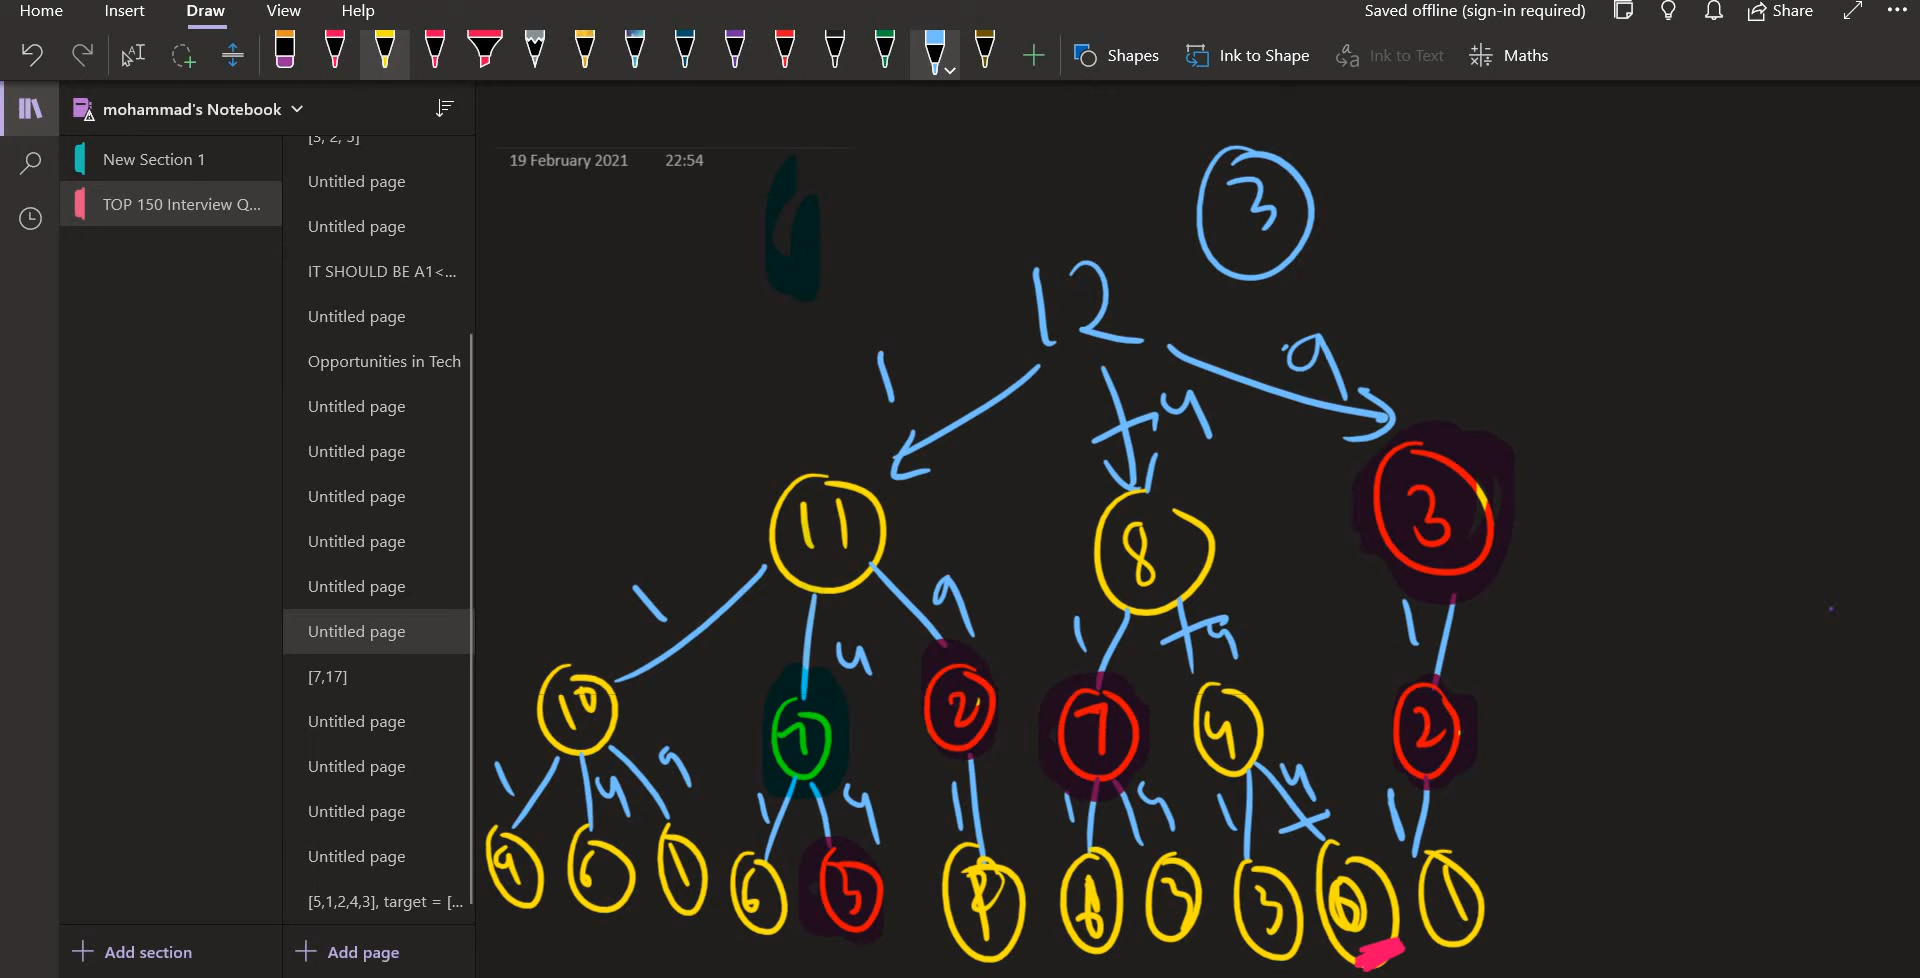 Home Insert Draw View Help Saved offline (sign-in required) Share
Shapes Ink to Shape Ink to Text Maths
mohammad's Notebook
New Section 1
TOP 150 Interview Q...
[3, 2, 5]
Untitled page
Untitled page
IT SHOULD BE A1<...
Untitled page
Opportunities in Tech
Untitled page
Untitled page
Untitled page
Untitled page
Untitled page
Untitled page
[7,17]
Untitled page
Untitled page
Untitled page
Untitled page
[5,1,2,4,3], target = [...
Add section
Add page
19 February 2021 22:54
3
12
1 4 9
11 8 3
1 4 9 1 9 1
10 7 2 7 4 2
1 4 9 1 4 1 1 4 1 4 1
9 6 1 6 3 3 3 1